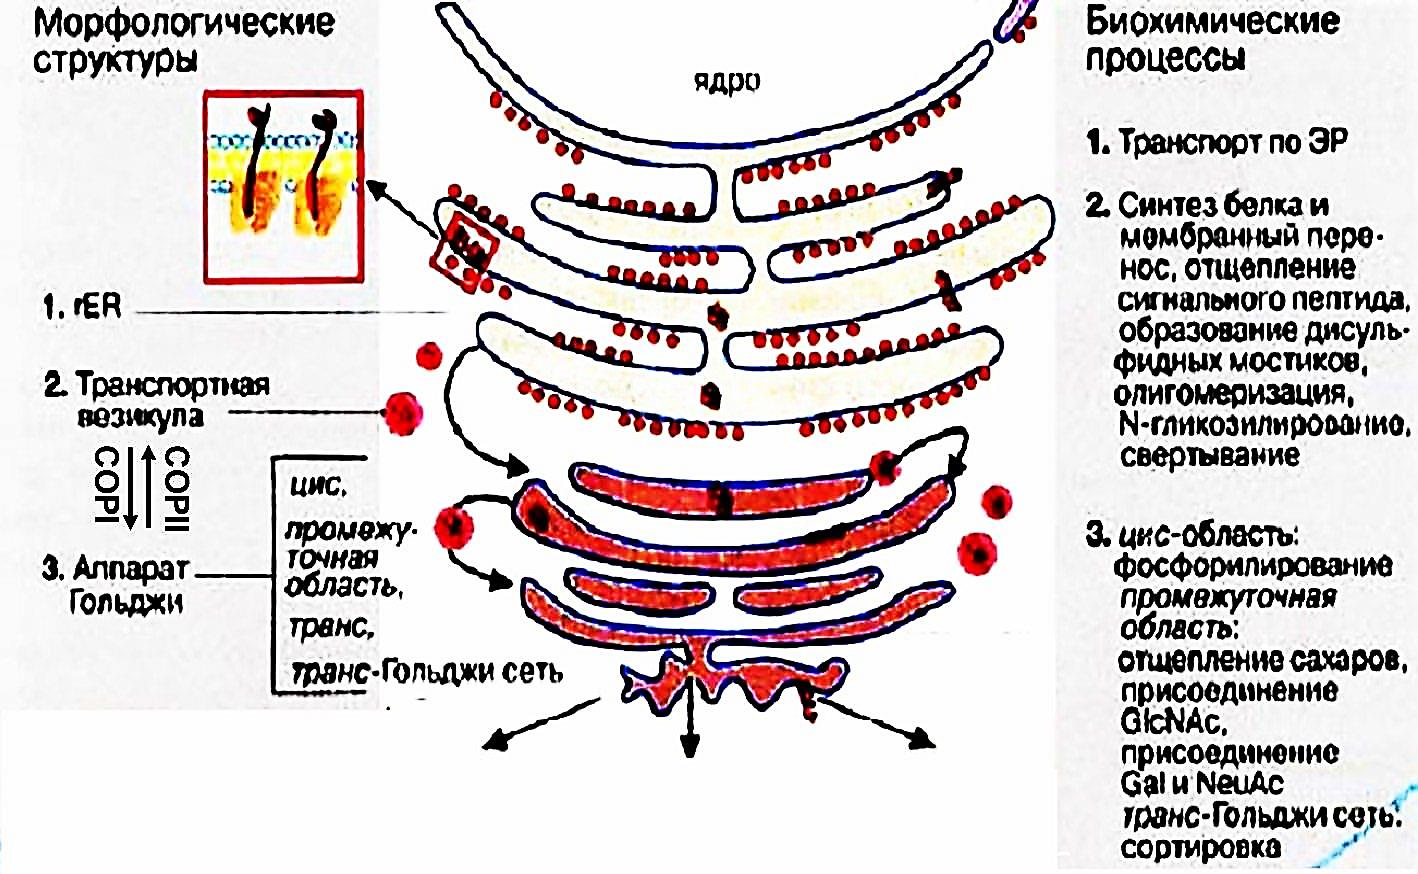 Морфологические
структуры
ядро
1. rER
2. Транспортная
везикула
COPI
COPII
3. Аппарат
Гольджи
цис,
промежу-
точная
область,
транс,
транс-Гольджи сеть
Биохимические
процессы
1. Транспорт по ЭР
2. Синтез белка и
мембранный пере-
нос, отщепление
сигнального пептида,
образование дисуль-
фидных мостиков,
олигомеризация,
N-гликозилирование,
свертывание
3. цис-область:
фосфорилирование
промежуточная
область:
отщепление сахаров,
присоединение
GlcNAc,
присоединение
Gal и NeuAc
транс-Гольджи сеть:
сортировка